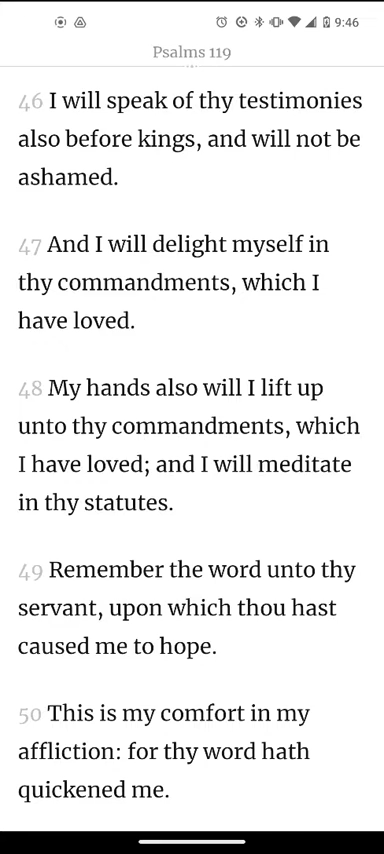 9:46
Psalms 119
46 I will speak of thy testimonies
also before kings, and will not be
ashamed.
47 And I will delight myself in
thy commandments, which I
have loved.
48 My hands also will I lift up
unto thy commandments, which
I have loved; and I will meditate
in thy statutes.
49 Remember the word unto thy
servant, upon which thou hast
caused me to hope.
50 This is my comfort in my
affliction: for thy word hath
quickened me.